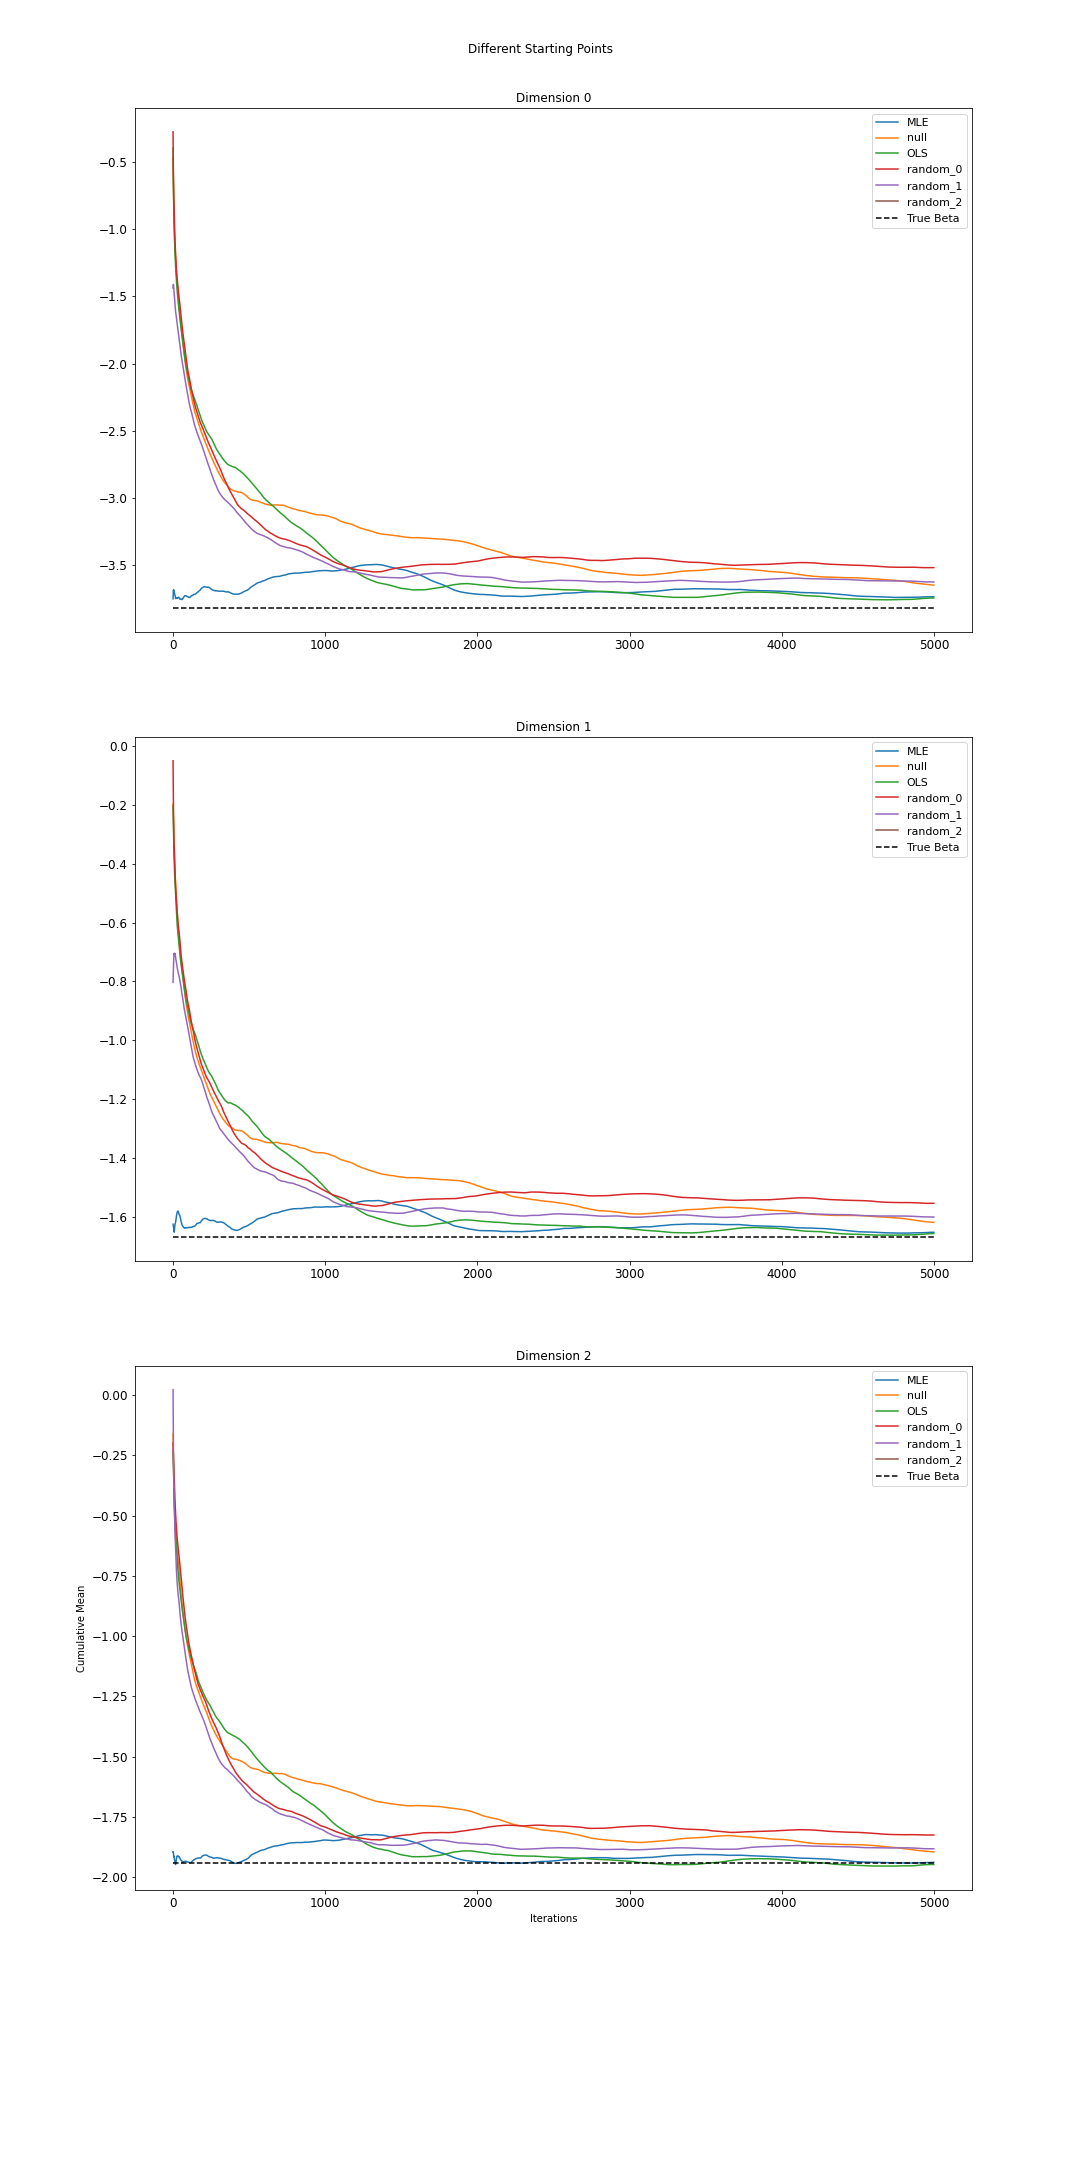 Different Starting Points
Dimension 0
−0.5
−1.0
−1.5
−2.0
−2.5
−3.0
−3.5
0 1000 2000 3000 4000 5000
MLE
null
OLS
random_0
random_1
random_2
True Beta
Dimension 1
0.0
−0.2
−0.4
−0.6
−0.8
−1.0
−1.2
−1.4
−1.6
0 1000 2000 3000 4000 5000
MLE
null
OLS
random_0
random_1
random_2
True Beta
Dimension 2
0.00
−0.25
−0.50
−0.75
−1.00
−1.25
−1.50
−1.75
−2.00
Cumulative Mean
0 1000 2000 3000 4000 5000
Iterations
MLE
null
OLS
random_0
random_1
random_2
True Beta